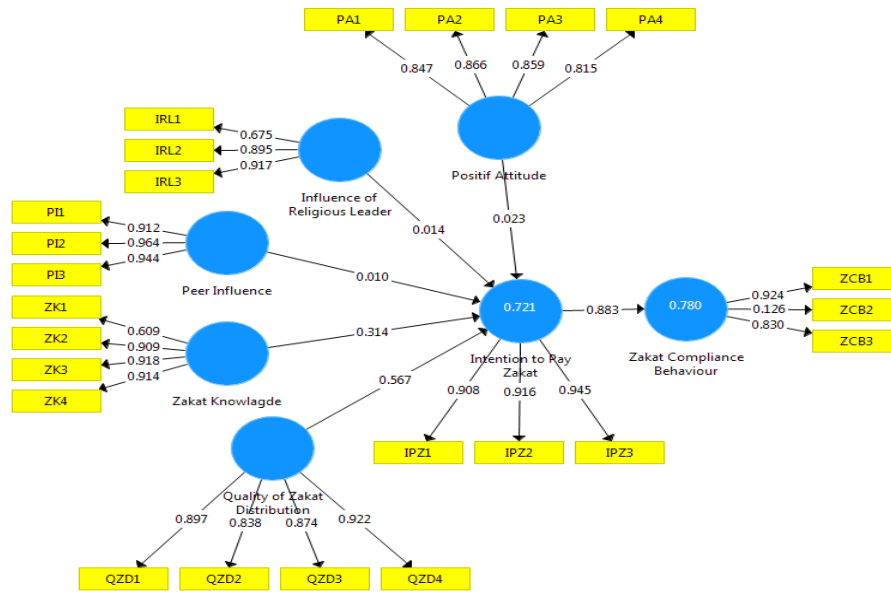 PA1
PA2
PA3
PA4
0.847
0.866
0.859
0.815
Positif Attitude
0.023
IRL1
IRL2
IRL3
0.675
0.895
0.917
Influence of
Religious Leader
0.014
PI1
PI2
PI3
0.912
0.964
0.944
Peer Influence
0.010
ZK1
ZK2
ZK3
ZK4
0.609
0.909
0.918
0.914
Zakat Knowlagde
0.314
0.721
Intention to Pay
Zakat
0.883
0.780
Zakat Compliance
Behaviour
0.924
0.126
0.830
ZCB1
ZCB2
ZCB3
0.567
0.908
0.916
0.945
IPZ1
IPZ2
IPZ3
Quality of Zakat
Distribution
0.897
0.838
0.874
0.922
QZD1
QZD2
QZD3
QZD4